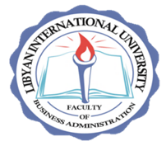 LIBYAN INTERNATIONAL UNIVERSITY
FACULTY
OF
BUSINESS ADMINISTRATION